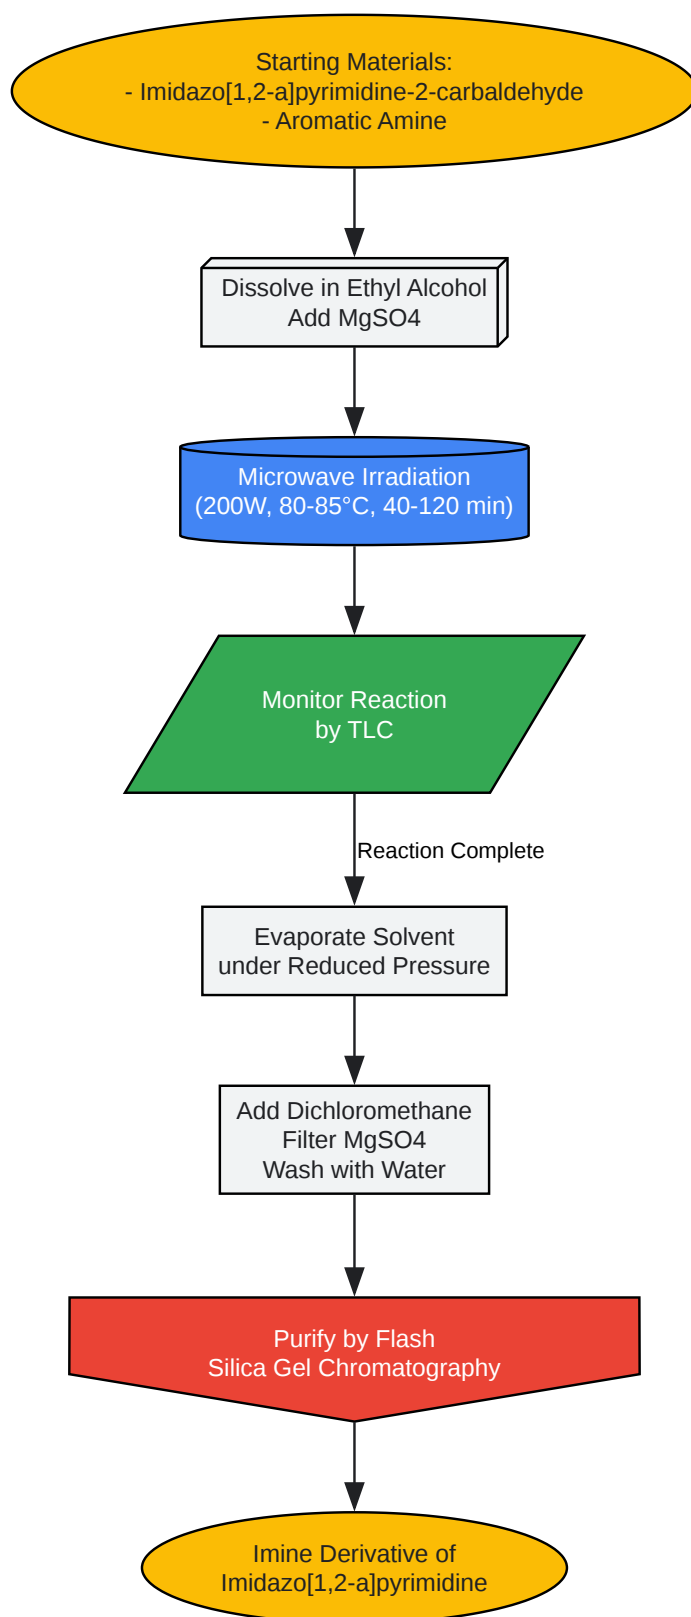 Starting Materials:
- Imidazo[1,2-a]pyrimidine-2-carbaldehyde
- Aromatic Amine
Dissolve in Ethyl Alcohol
Add MgSO4
Microwave Irradiation
(200W, 80-85°C, 40-120 min)
Monitor Reaction
by TLC
Reaction Complete
Evaporate Solvent
under Reduced Pressure
Add Dichloromethane
Filter MgSO4
Wash with Water
Purify by Flash
Silica Gel Chromatography
Imine Derivative of
Imidazo[1,2-a]pyrimidine